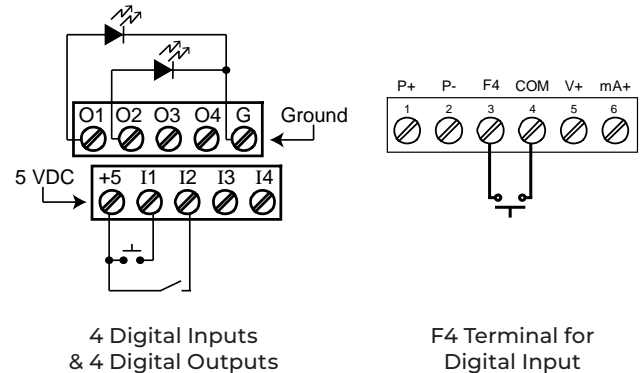 O1 O2 O3 O4 G
Ground
5 VDC
+5 I1 I2 I3 I4
4 Digital Inputs
& 4 Digital Outputs
P+ P- F4 COM V+ mA+
1 2 3 4 5 6
F4 Terminal for
Digital Input